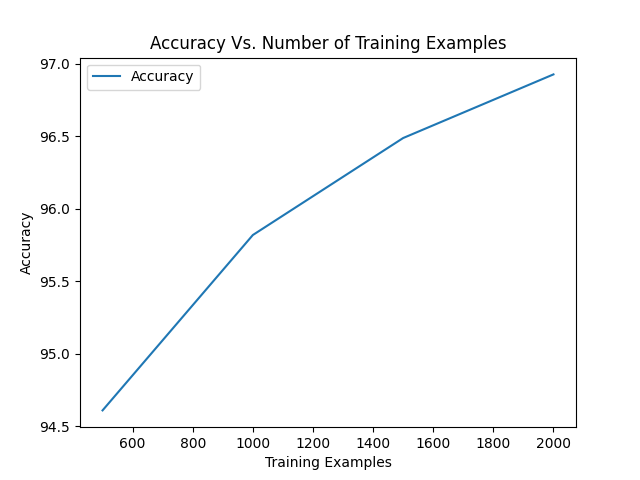 Accuracy Vs. Number of Training Examples
Accuracy
97.0
96.5
96.0
95.5
95.0
94.5
Accuracy
600 800 1000 1200 1400 1600 1800 2000
Training Examples